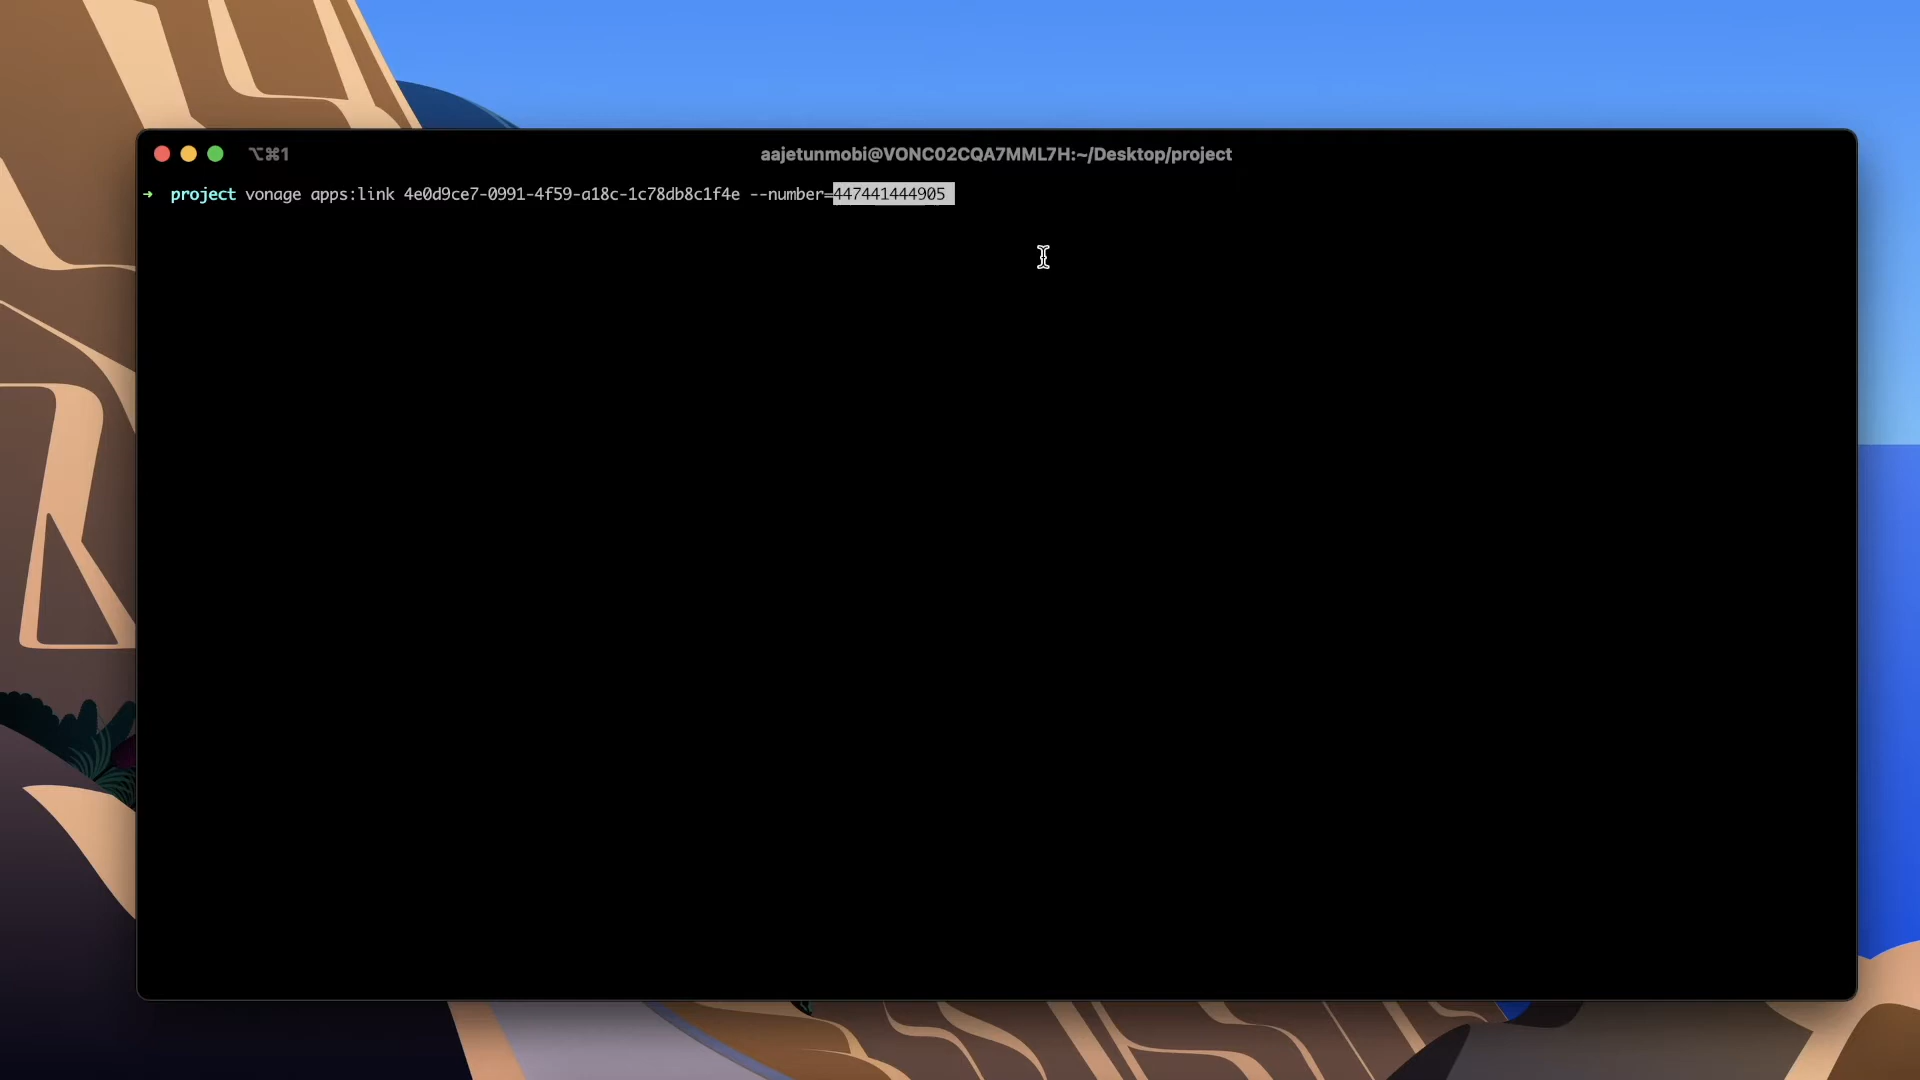 ⌥⌘1
aajetunmobi@VONC02CQA7MML7H:~/Desktop/project
➜ project vonage apps:link 4e0d9ce7-0991-4f59-a18c-1c78db8c1f4e --number=447441444905